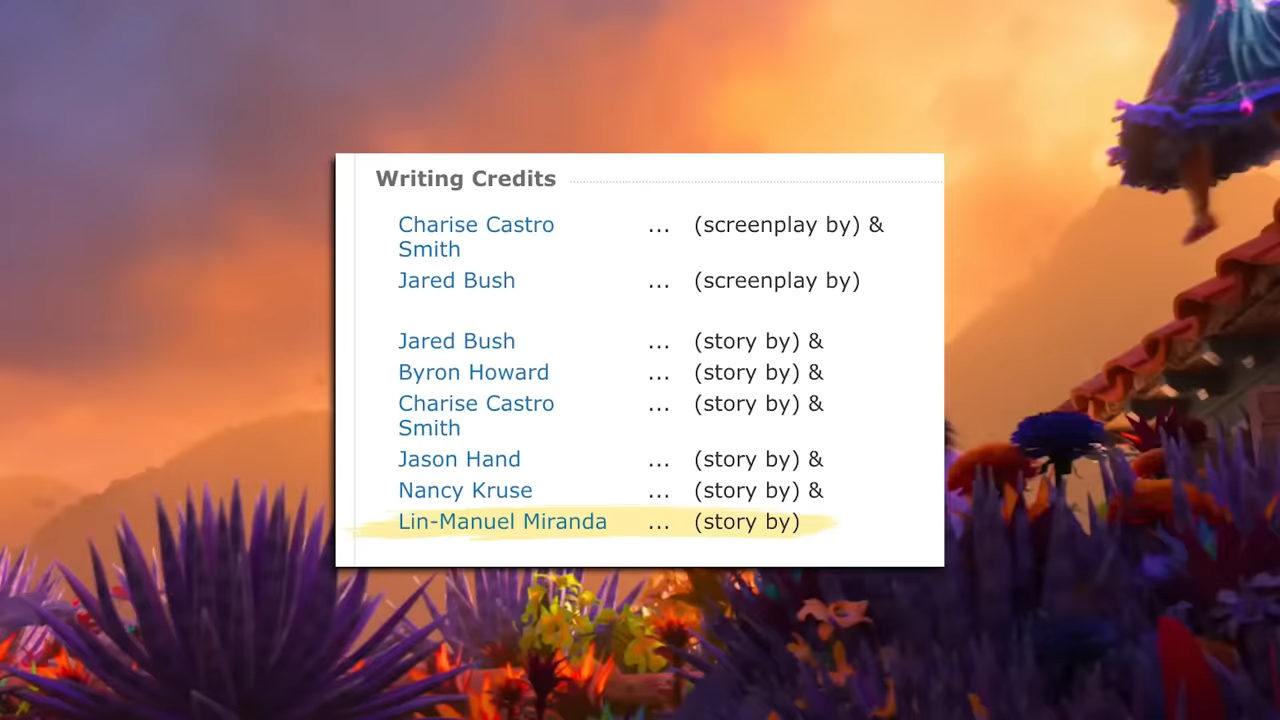 Writing Credits
Charise Castro ... (screenplay by) &
Smith
Jared Bush ... (screenplay by)
Jared Bush ... (story by) &
Byron Howard ... (story by) &
Charise Castro ... (story by) &
Smith
Jason Hand ... (story by) &
Nancy Kruse ... (story by) &
Lin-Manuel Miranda ... (story by)